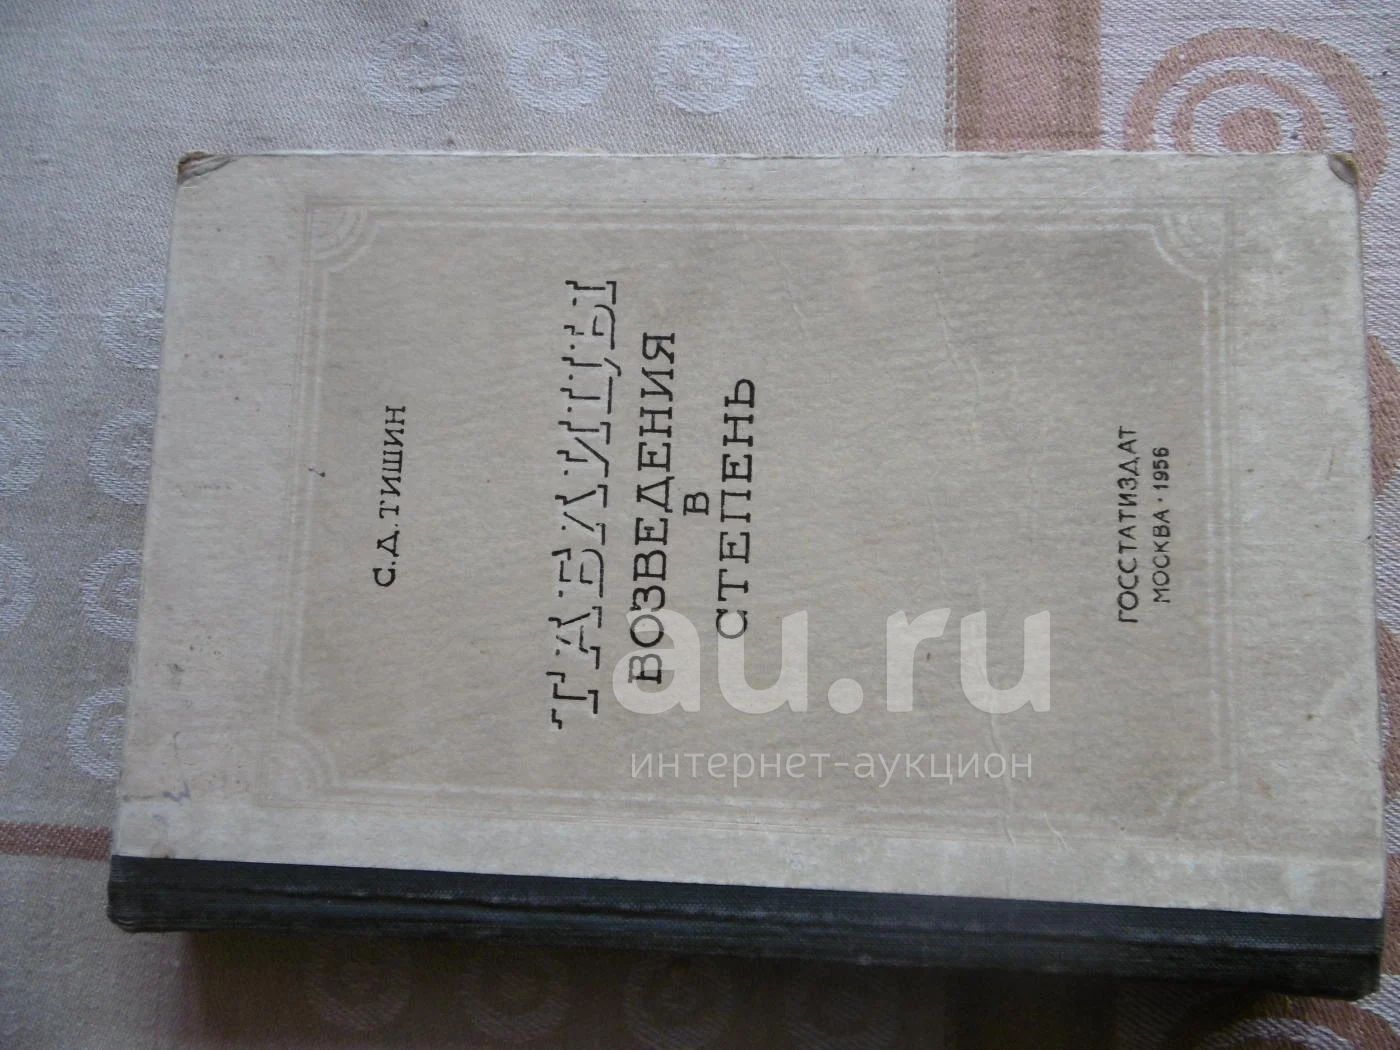 С. Д. ТИШИН
ТАБЛИЦЫ
ВОЗВЕДЕНИЯ
В
СТЕПЕНЬ
ГОССТАТИЗДАТ
МОСКВА · 1956
au.ru
интернет-аукцион